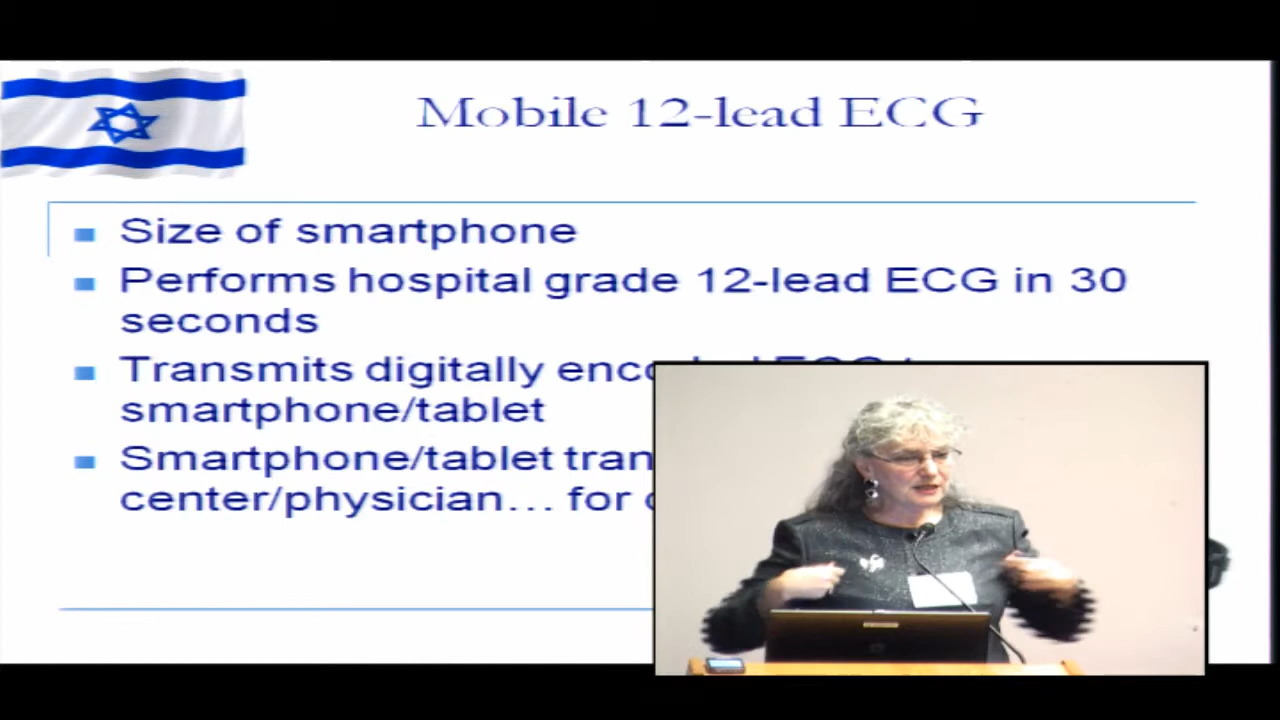 Mobile 12-lead ECG
Size of smartphone
Performs hospital grade 12-lead ECG in 30
seconds
Transmits digitally
smartphone/tablet
Smartphone/tablet
center/physician… for